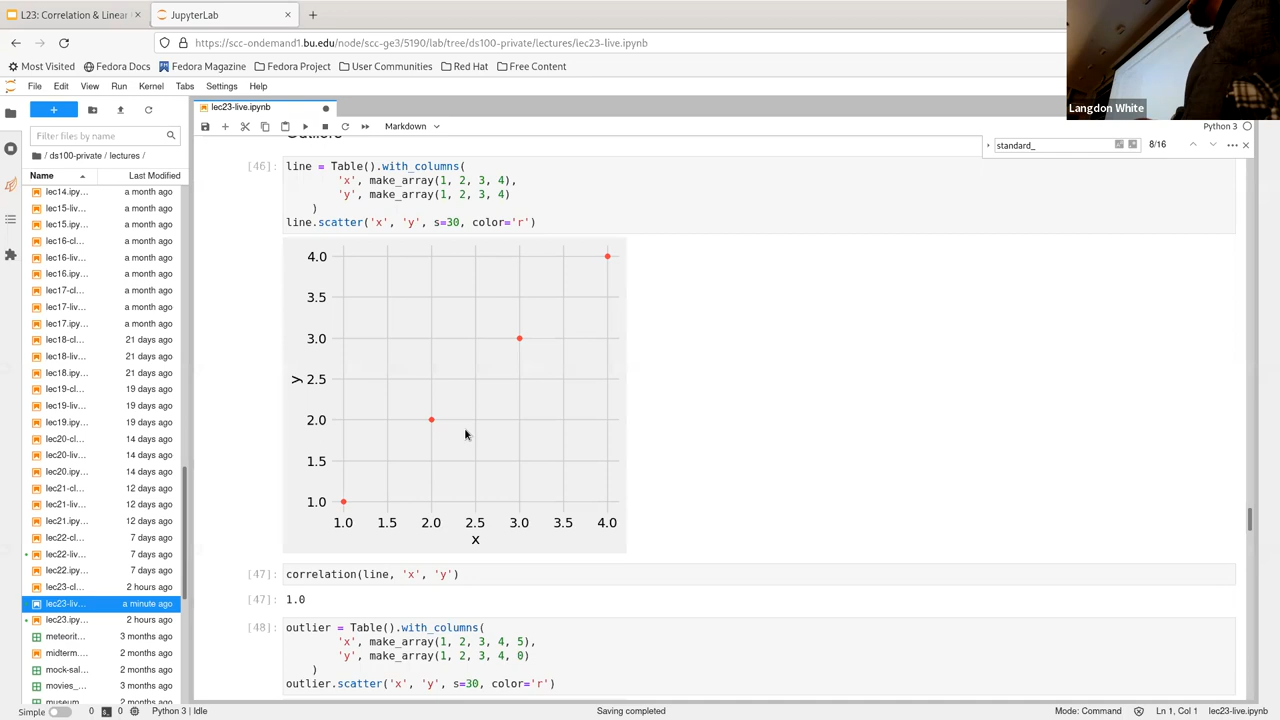 L23: Correlation & Linear
JupyterLab
https://scc-ondemand1.bu.edu/node/scc-ge3/5190/lab/tree/ds100-private/lectures/lec23-live.ipynb
Most Visited
Fedora Docs
Fedora Magazine
Fedora Project
User Communities
Red Hat
Fedora Project
Fedora Connection
Langdon White
File Edit View Run Kernel Tabs Settings Help
lec23-live.ipynb
Filter files by name
/ ds100-private / lectures /
Name
Last Modified
lec14.ipy... a month ago
lec15-liv... a month ago
lec15.ipy... a month ago
lec16-cl... a month ago
lec16-liv... a month ago
lec16.ipy... a month ago
lec17-cl... a month ago
lec17-liv... a month ago
lec17.ipy... a month ago
lec18-cl... 21 days ago
lec18-liv... 21 days ago
lec18.ipy... 21 days ago
lec19-cl... 19 days ago
lec19-liv... 19 days ago
lec19.ipy... 19 days ago
lec20-cl... 14 days ago
lec20-liv... 14 days ago
lec20.ipy... 14 days ago
lec21-cl... 12 days ago
lec21-liv... 12 days ago
lec21.ipy... 12 days ago
lec22-cl... 7 days ago
lec22-liv... 7 days ago
lec22.ipy... 7 days ago
lec23-cl... 2 hours ago
lec23-liv... a minute ago
lec23.ipy... 2 hours ago
meteorit... 3 months ago
midterm.... 2 months ago
mock-sal... 2 months ago
movies_... 3 months ago
museum... 2 months ago
Markdown
Python 3
standard_
8/16
[46]:
line = Table().with_columns(
'x', make_array(1, 2, 3, 4),
'y', make_array(1, 2, 3, 4)
)
line.scatter('x', 'y', s=30, color='r')
4.0
3.5
3.0
2.5
2.0
1.5
1.0
y
1.0 1.5 2.0 2.5 3.0 3.5 4.0
x
[47]:
correlation(line, 'x', 'y')
[47]:
1.0
[48]:
outlier = Table().with_columns(
'x', make_array(1, 2, 3, 4, 5),
'y', make_array(1, 2, 3, 4, 0)
)
outlier.scatter('x', 'y', s=30, color='r')
Simple
0
0
Python 3 | Idle
Saving completed
Mode: Command
Ln 1, Col 1
lec23-live.ipynb